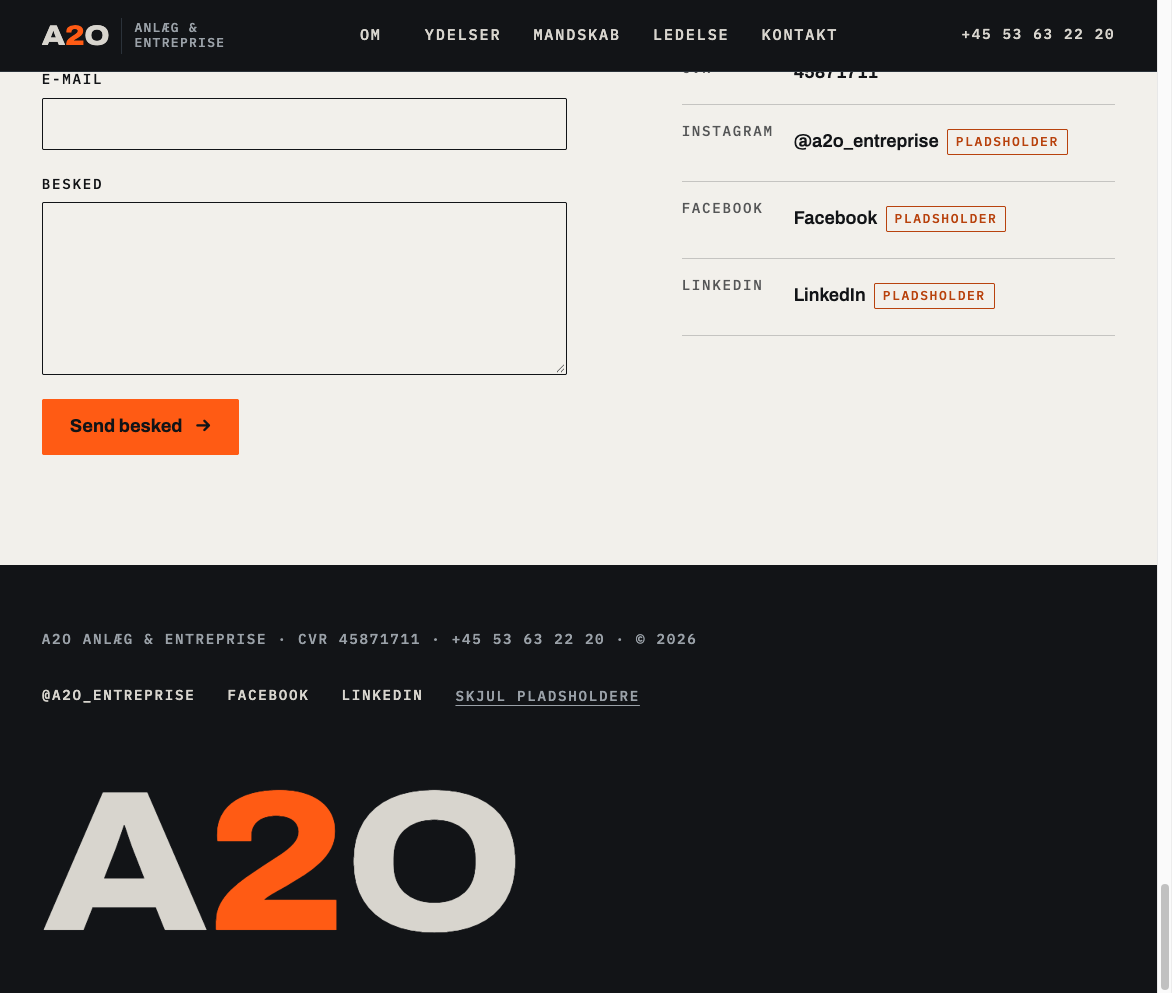 A2O
ANLÆG &
ENTREPRISE
OM YDELSER MANDSKAB LEDELSE KONTAKT
+45 53 63 22 20
E-MAIL
BESKED
Send besked →
45871711
INSTAGRAM @a2o_entreprise PLADSHOLDER
FACEBOOK Facebook PLADSHOLDER
LINKEDIN LinkedIn PLADSHOLDER
A2O ANLÆG & ENTREPRISE · CVR 45871711 · +45 53 63 22 20 · © 2026
@A2O_ENTREPRISE FACEBOOK LINKEDIN SKJUL PLADSHOLDERE
A2O